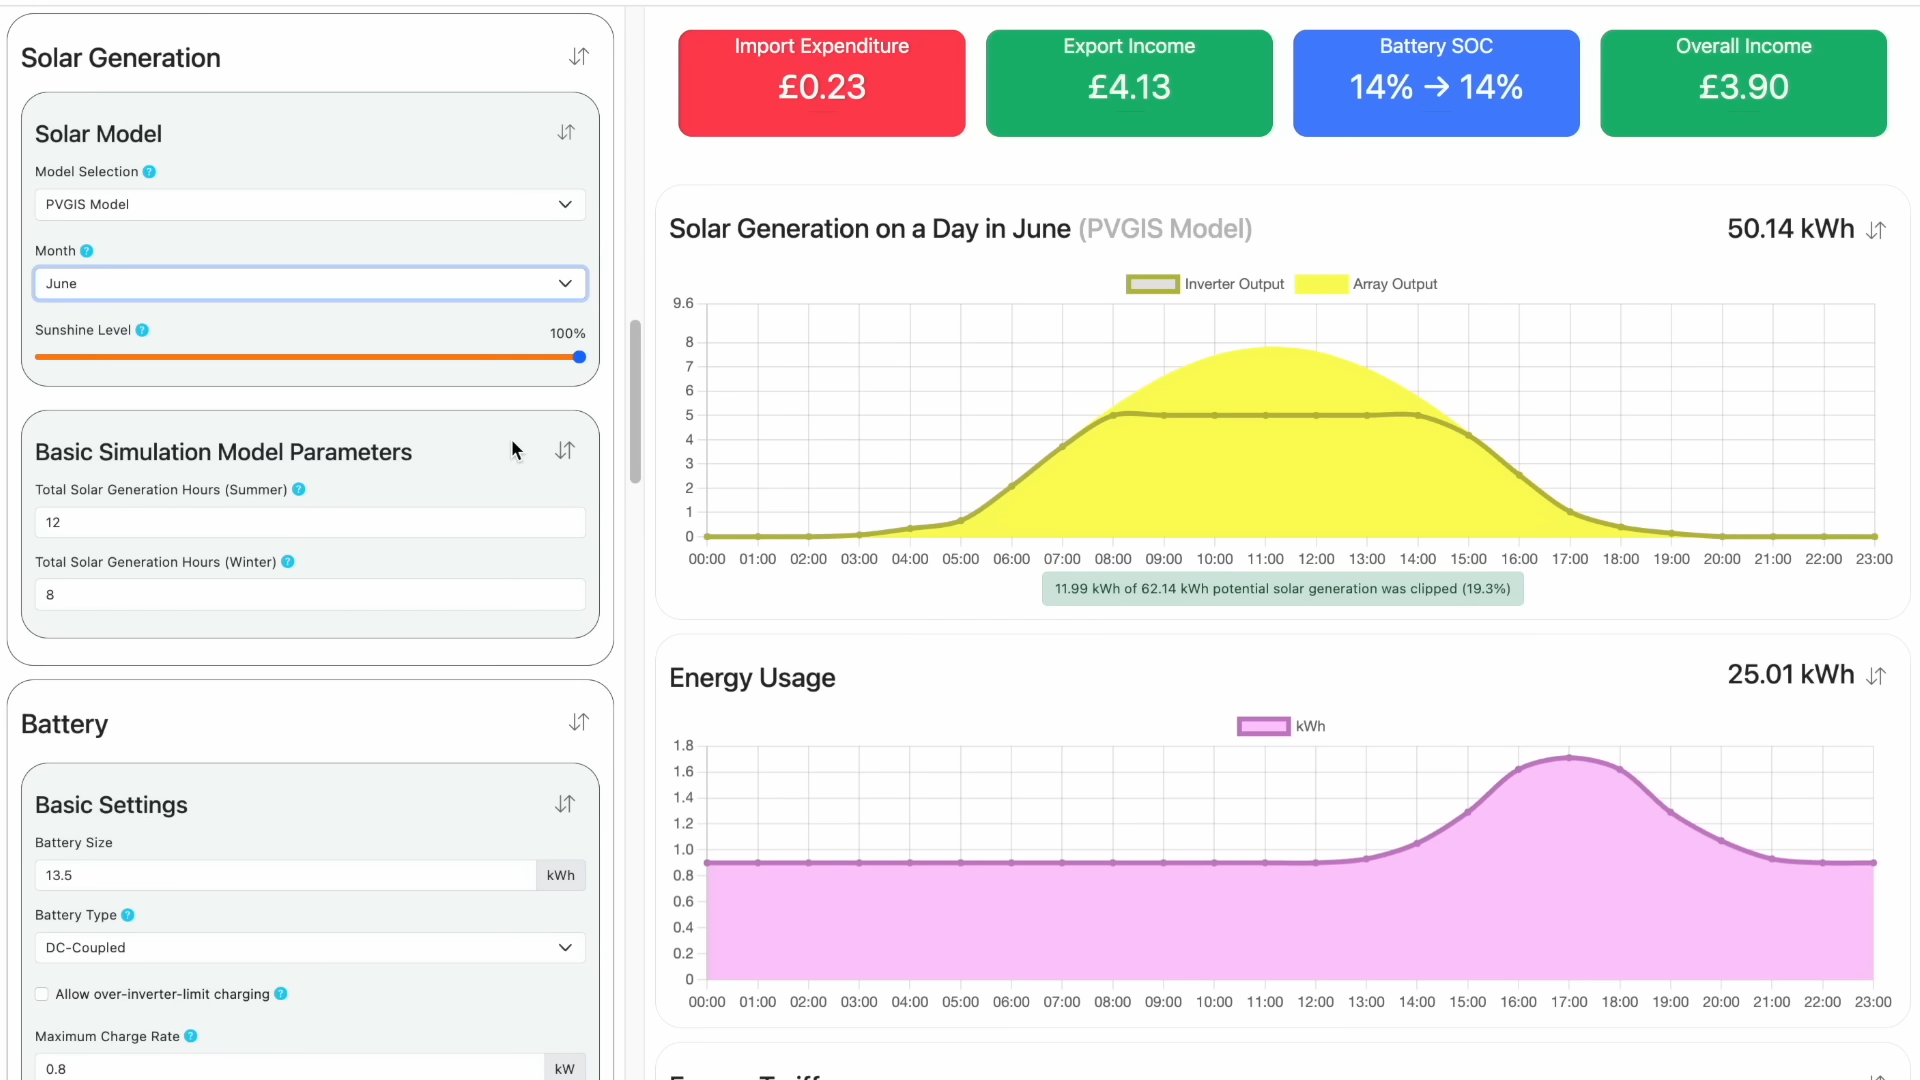 Solar Generation
Solar Model
Model Selection ?
PVGIS Model
Month ?
June
Sunshine Level ?
100%
Basic Simulation Model Parameters
Total Solar Generation Hours (Summer) ?
12
Total Solar Generation Hours (Winter) ?
8
Battery
Basic Settings
Battery Size
13.5 kWh
Battery Type ?
DC-Coupled
Allow over-inverter-limit charging ?
Maximum Charge Rate ?
0.8 kW
Import Expenditure
£0.23
Export Income
£4.13
Battery SOC
14% → 14%
Overall Income
£3.90
Solar Generation on a Day in June (PVGIS Model)
50.14 kWh
Inverter Output Array Output
9.6
8
7
6
5
4
3
2
1
0
00:00 01:00 02:00 03:00 04:00 05:00 06:00 07:00 08:00 09:00 10:00 11:00 12:00 13:00 14:00 15:00 16:00 17:00 18:00 19:00 20:00 21:00 22:00 23:00
11.99 kWh of 62.14 kWh potential solar generation was clipped (19.3%)
Energy Usage
25.01 kWh
kWh
1.8
1.6
1.4
1.2
1.0
0.8
0.6
0.4
0.2
0
00:00 01:00 02:00 03:00 04:00 05:00 06:00 07:00 08:00 09:00 10:00 11:00 12:00 13:00 14:00 15:00 16:00 17:00 18:00 19:00 20:00 21:00 22:00 23:00